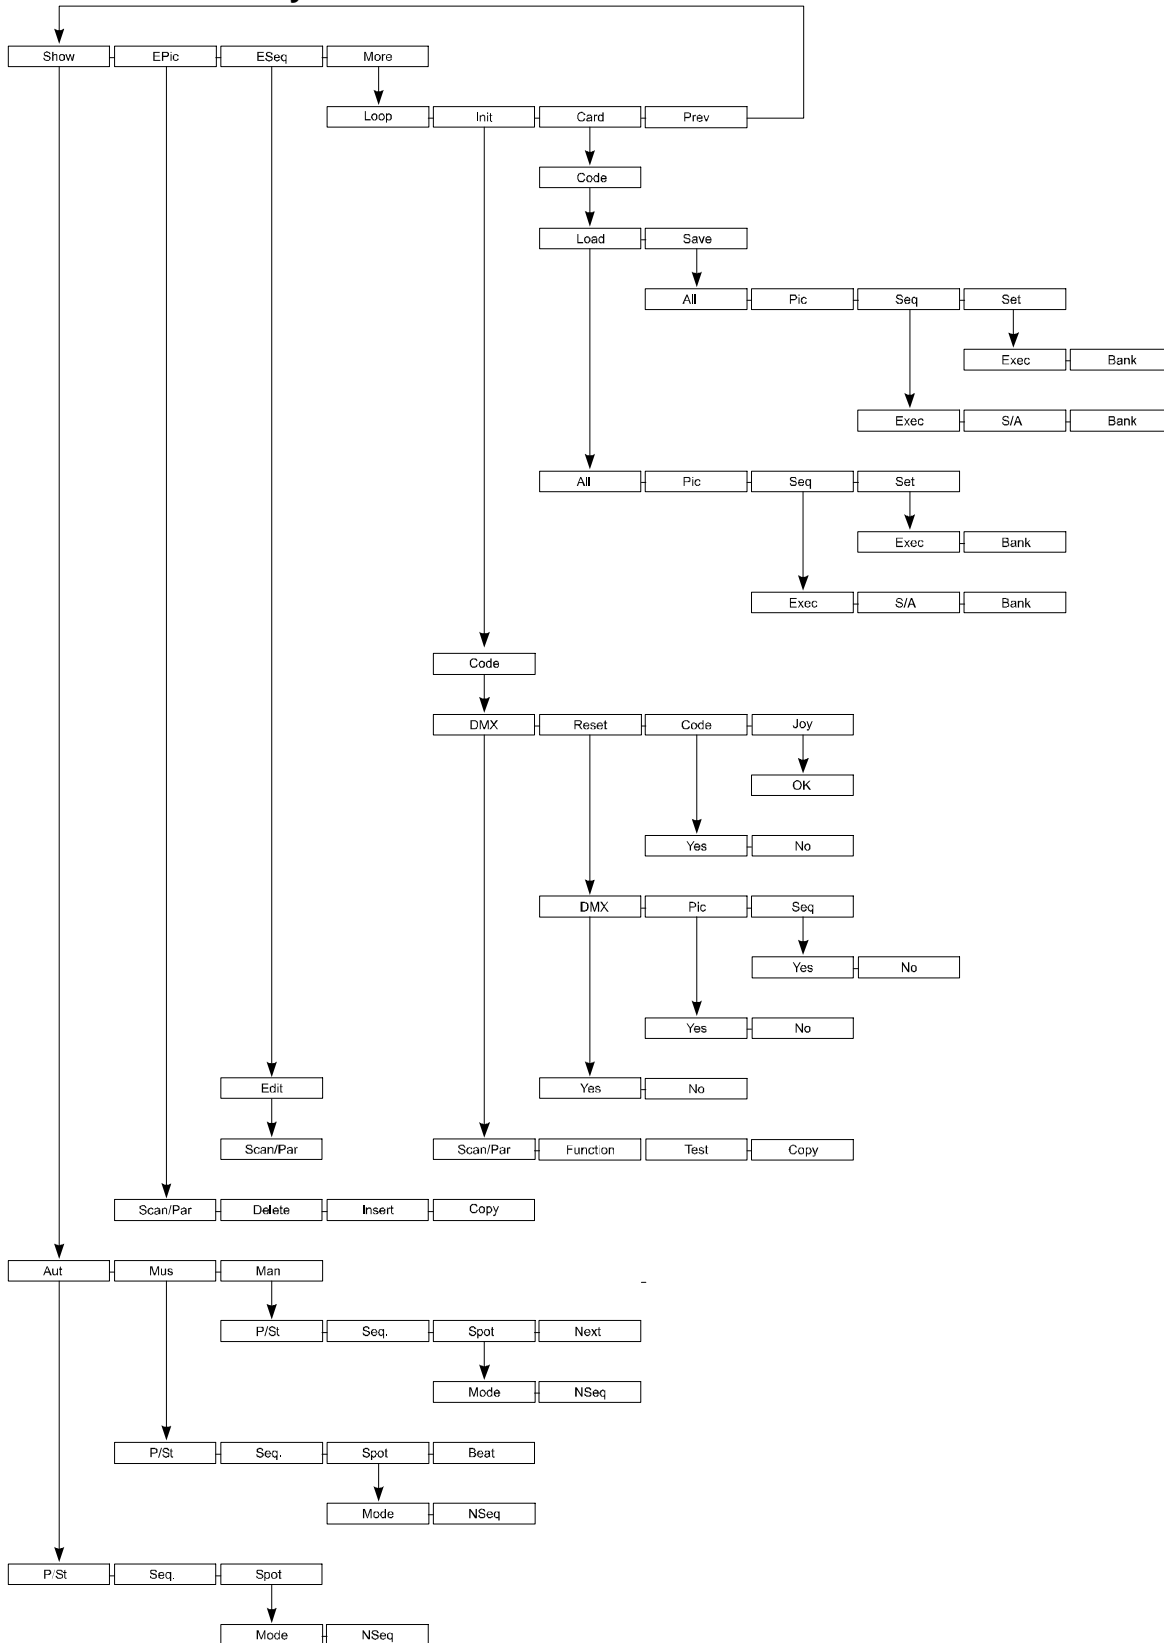 Show EPic ESeq More
Loop Init Card Prev
Code
Load Save
All Pic Seq Set
Exec Bank
Exec S/A Bank
All Pic Seq Set
Exec Bank
Exec S/A Bank
Code
DMX Reset Code Joy
OK
Yes No
DMX Pic Seq
Yes No
Yes No
Edit Yes No
Scan/Par Scan/Par Function Test Copy
Scan/Par Delete Insert Copy
Aut Mus Man
P/St Seq. Spot Next
Mode NSeq
P/St Seq. Spot Beat
Mode NSeq
P/St Seq. Spot
Mode NSeq